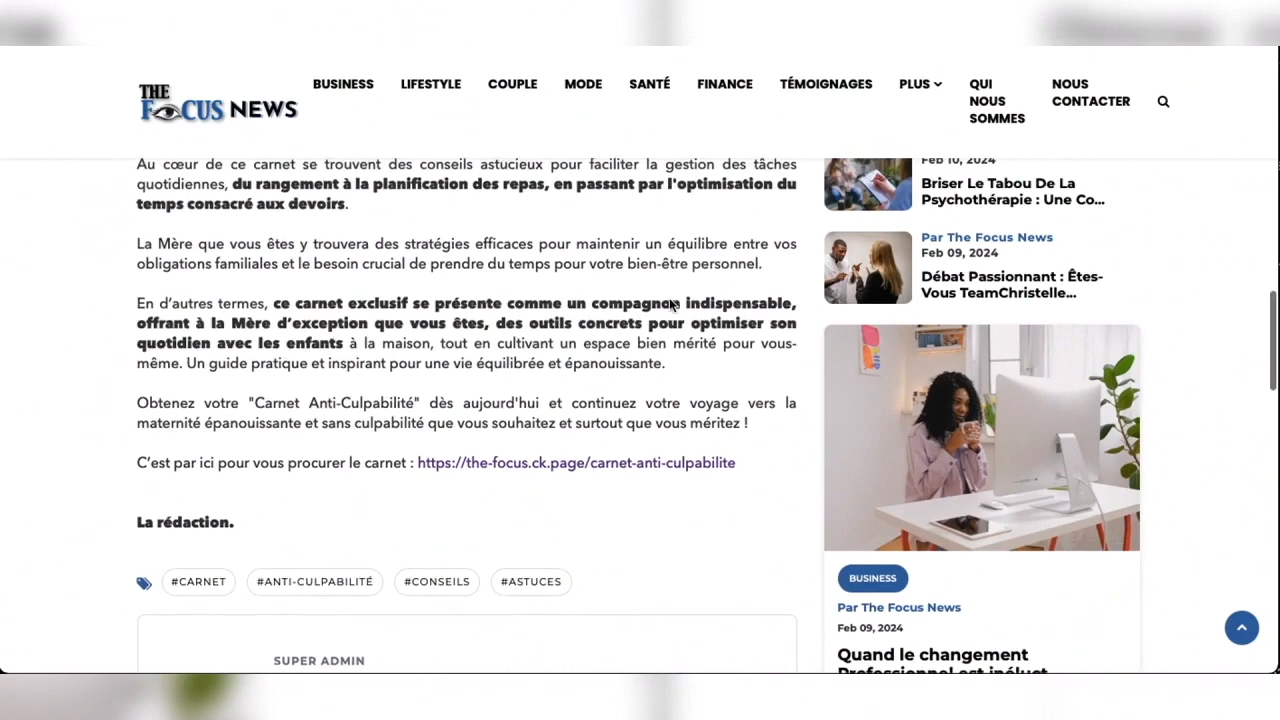 THE
FOCUS NEWS
BUSINESS LIFESTYLE COUPLE MODE SANTÉ FINANCE TÉMOIGNAGES PLUS
QUI
NOUS
SOMMES
NOUS
CONTACTER
Au cœur de ce carnet se trouvent des conseils astucieux pour faciliter la gestion des tâches
quotidiennes, du rangement à la planification des repas, en passant par l'optimisation du
temps consacré aux devoirs.
La Mère que vous êtes y trouvera des stratégies efficaces pour maintenir un équilibre entre vos
obligations familiales et le besoin crucial de prendre du temps pour votre bien-être personnel.
En d’autres termes, ce carnet exclusif se présente comme un compagnon indispensable,
offrant à la Mère d’exception que vous êtes, des outils concrets pour optimiser son
quotidien avec les enfants à la maison, tout en cultivant un espace bien mérité pour vous-
même. Un guide pratique et inspirant pour une vie équilibrée et épanouissante.
Obtenez votre "Carnet Anti-Culpabilité" dès aujourd'hui et continuez votre voyage vers la
maternité épanouissante et sans culpabilité que vous souhaitez et surtout que vous méritez !
C’est par ici pour vous procurer le carnet : https://the-focus.ck.page/carnet-anti-culpabilite
La rédaction.
#CARNET #ANTI-CULPABILITÉ #CONSEILS #ASTUCES
SUPER ADMIN
Feb 10, 2024
Briser Le Tabou De La
Psychothérapie : Une Co...
Par The Focus News
Feb 09, 2024
Débat Passionnant : Êtes-
Vous TeamChristelle...
BUSINESS
Par The Focus News
Feb 09, 2024
Quand le changement
Professionnel est inéluct